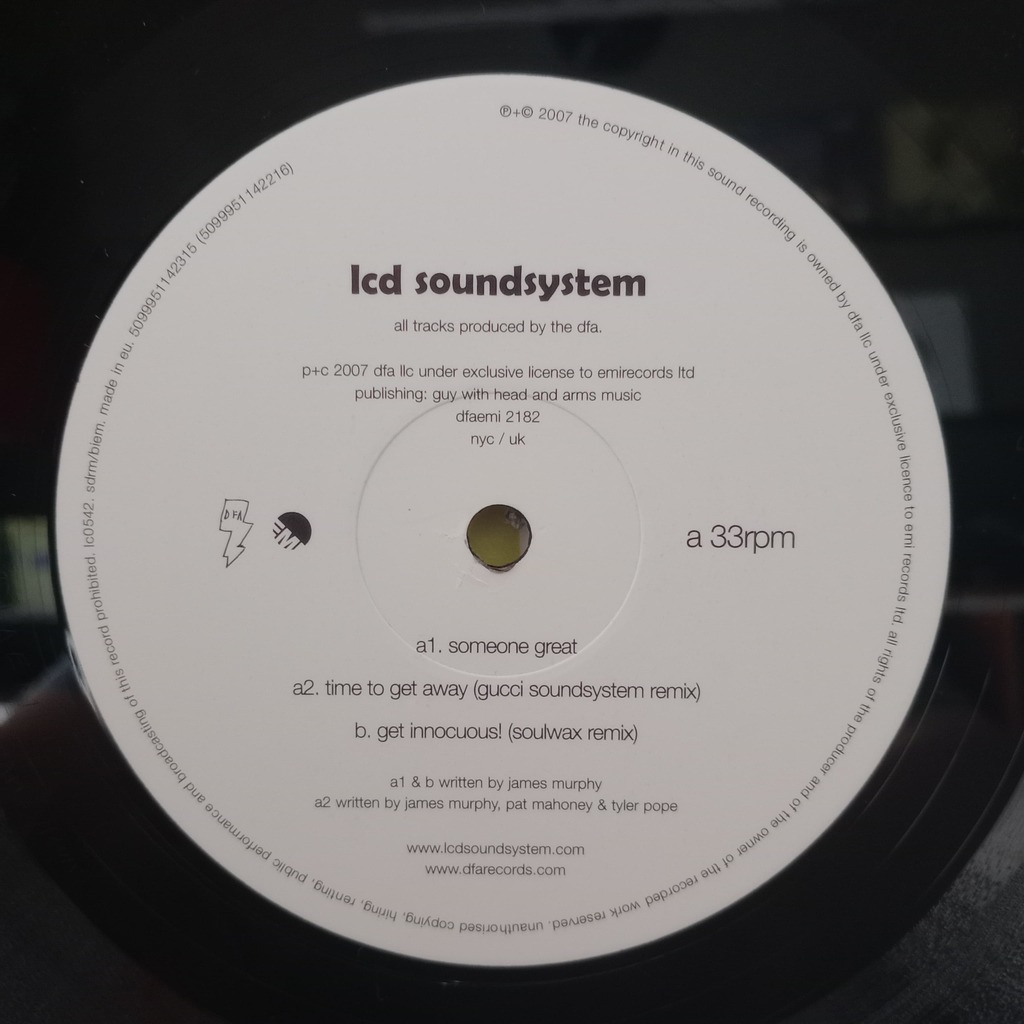 lcd soundsystem
all tracks produced by the dfa.
p+c 2007 dfa llc under exclusive license to emirecords ltd
publishing: guy with head and arms music
dfaemi 2182
nyc / uk
DFA
EMI
a 33rpm
a1. someone great
a2. time to get away (gucci soundsystem remix)
b. get innocuous! (soulwax remix)
a1 & b written by james murphy
a2 written by james murphy, pat mahoney & tyler pope
www.lcdsoundsystem.com
www.dfarecords.com
℗+© 2007 the copyright in this sound recording is owned by dfa llc under exclusive licence to emi records ltd. all rights of the producer and of the owner of the recorded work reserved. unauthorised copying, hiring, renting, public performance and broadcasting of this record prohibited. lc0542. sdrm/biem. made in eu. 5099951142315 (5099951142216)